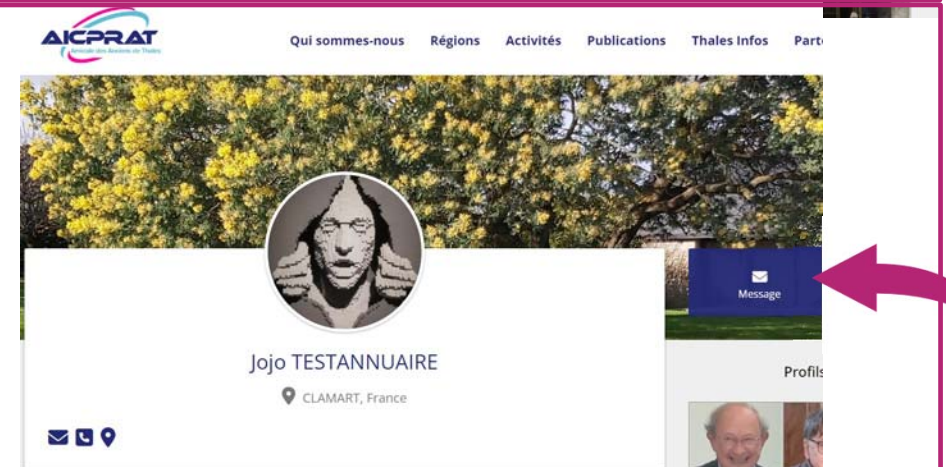 AICPRAT
Amicale des Anciens de Thales
Qui sommes-nous Régions Activités Publications Thales Infos
Message
Jojo TESTANNUAIRE
CLAMART, France
Profils